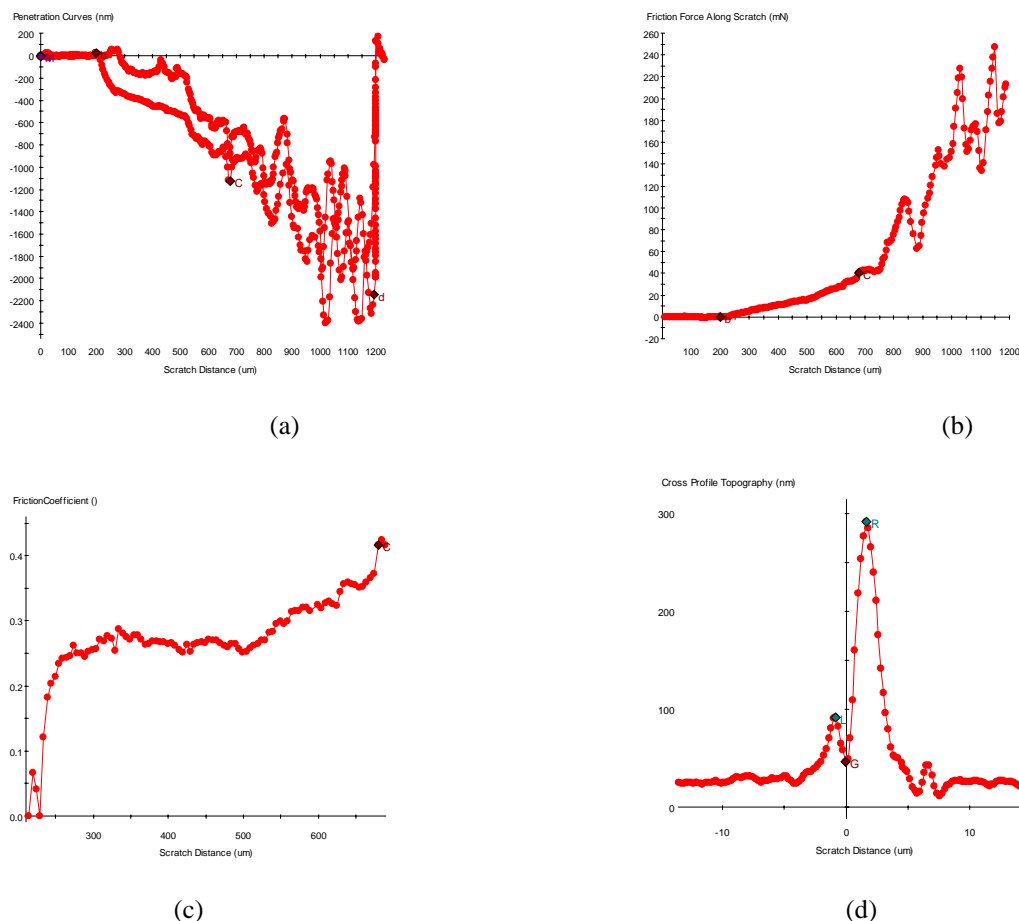 Penetration Curves (nm)
200
0
-200
-400
-600
-800
-1000
-1200
-1400
-1600
-1800
-2000
-2200
-2400
C
d
0 100 200 300 400 500 600 700 800 900 1000 1100 1200
Scratch Distance (um)
(a)
Friction Force Along Scratch (mN)
260
240
220
200
180
160
140
120
100
80
60
40
20
0
-20
C
100 200 300 400 500 600 700 800 900 1000 1100 1200
Scratch Distance (um)
(b)
FrictionCoefficient ()
0.4
0.3
0.2
0.1
0.0
C
300 400 500 600
Scratch Distance (um)
(c)
Cross Profile Topography (nm)
300
200
100
0
R
L
G
-10 0 10
Scratch Distance (um)
(d)